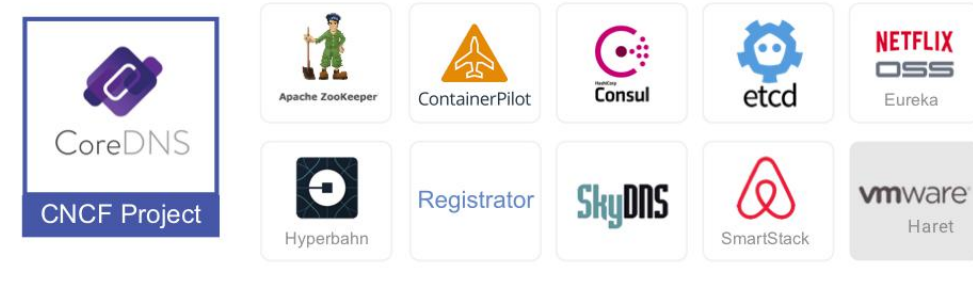 CoreDNS
CNCF Project
Apache ZooKeeper
ContainerPilot
HashiCorp
Consul
etcd
NETFLIX
OSS
Eureka
Hyperbahn
Registrator
SkyDNS
SmartStack
vmware
Haret